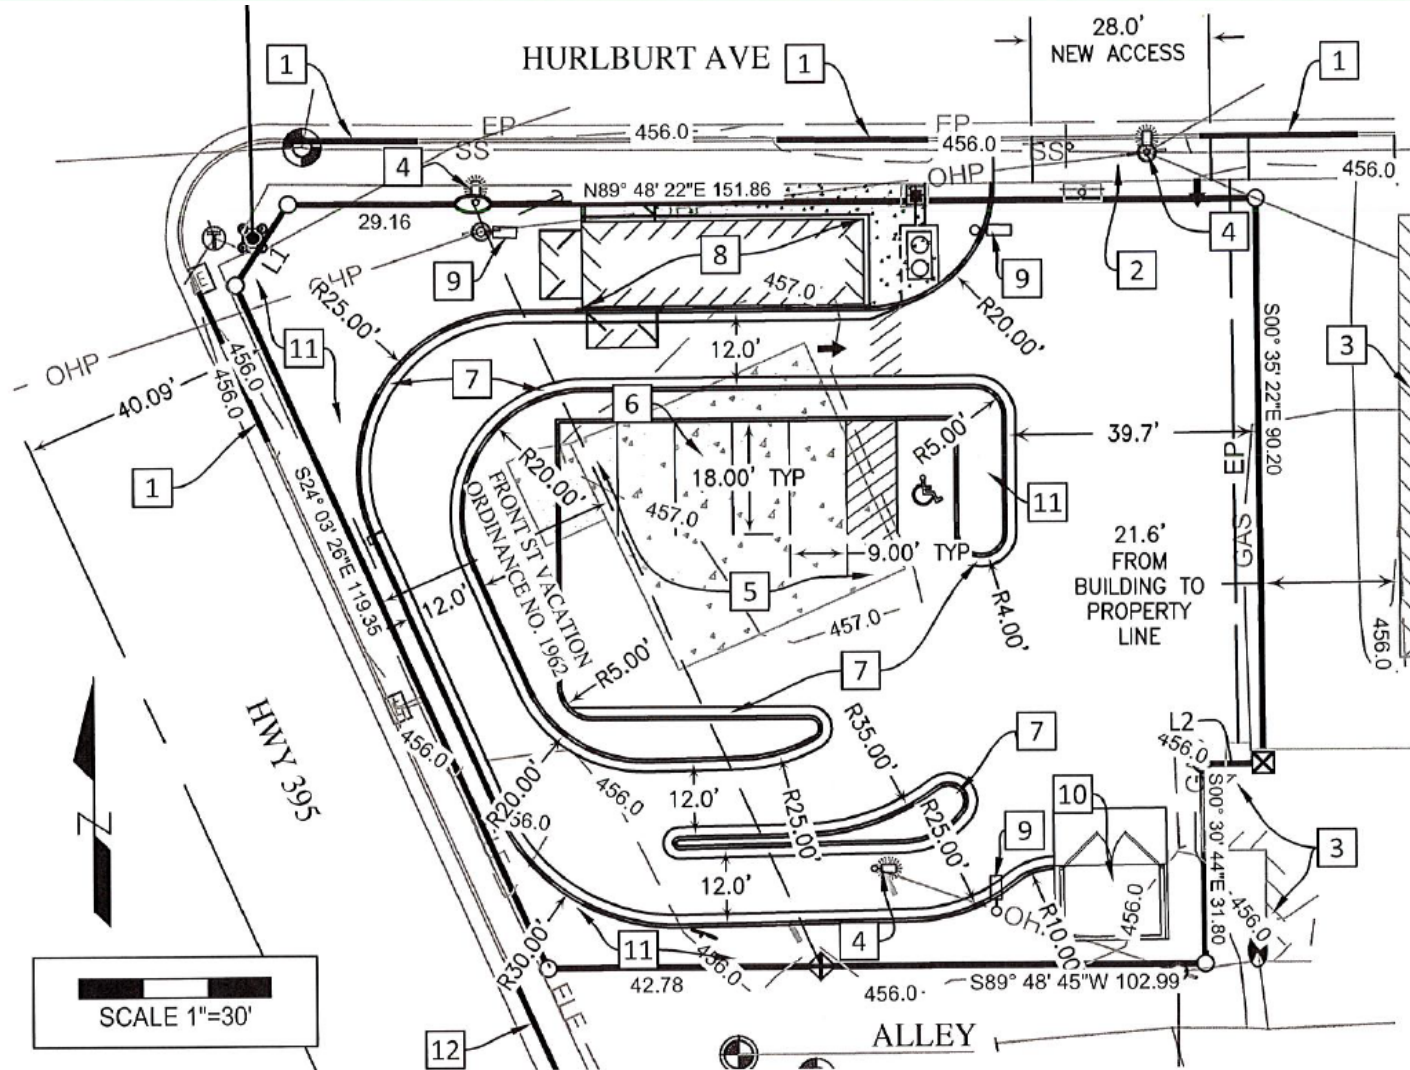 HURLBURT AVE
28.0'
NEW ACCESS
1
1
1
EP
456.0
EP
456.0
SS
SS
4
OHP
456.0
N89° 48' 22"E 151.86
29.16
4
2
L1
OHP
9
8
9
(R25.00'
457.0
R20.00'
S00° 35' 22"E 90.20
3
11
456.0
456.0
OHP
40.09'
7
12.0'
6
R5.00'
39.7'
EP
1
R20.00'
18.00' TYP
11
S24° 03' 26"E 119.35
FRONT ST VACATION
ORDINANCE NO. 1962
457.0
9.00' TYP
GAS
21.6'
FROM
BUILDING TO
PROPERTY
LINE
12.0'
5
R4.00'
457.0
456.0
R5.00'
7
HWY 395
456.0
R35.00'
7
L2
456.0
R20.00'
456.0
56.0
12.0'
R25.00'
R25.00'
10
9
S00° 30' 44"E 31.80
3
Z
12.0'
456.0
456.0
OH
R10.00'
R30.00'
11
4
456.0
42.78
456.0
S89° 48' 45"W 102.99
SCALE 1"=30'
12
ALLEY